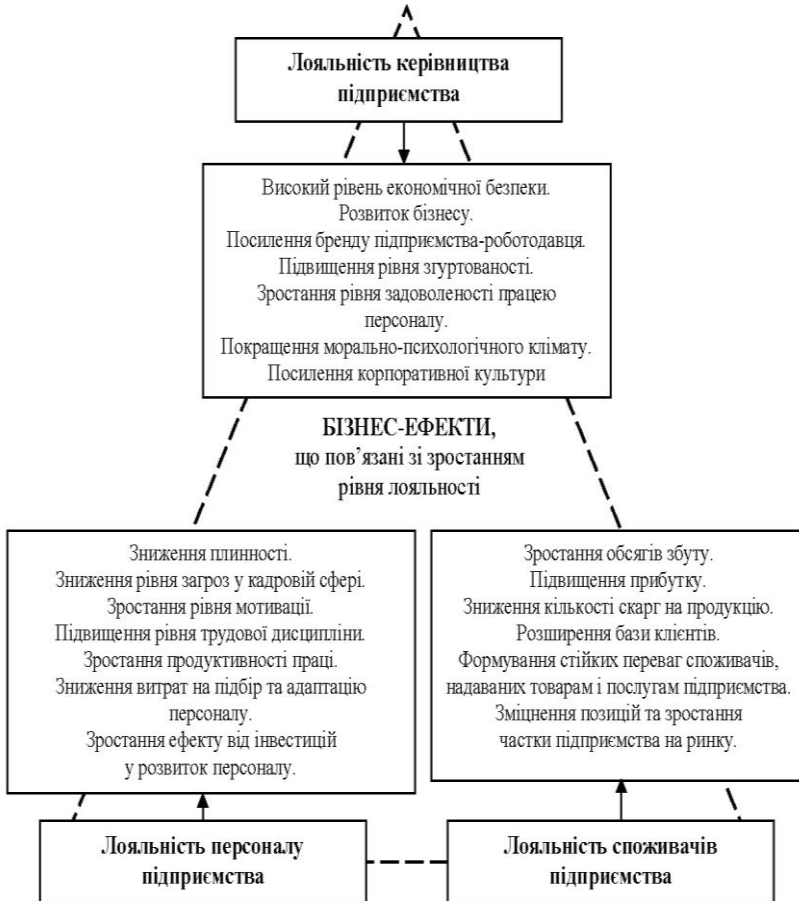 Лояльність керівництва
підприємства
Високий рівень економічної безпеки.
Розвиток бізнесу.
Посилення бренду підприємства-роботодавця.
Підвищення рівня згуртованості.
Зростання рівня задоволеності працею
персоналу.
Покращення морально-психологічного клімату.
Посилення корпоративної культури
БІЗНЕС-ЕФЕКТИ,
що пов’язані зі зростанням
рівня лояльності
Зниження плинності.
Зниження рівня загроз у кадровій сфері.
Зростання рівня мотивації.
Підвищення рівня трудової дисципліни.
Зростання продуктивності праці.
Зниження витрат на підбір та адаптацію
персоналу.
Зростання ефекту від інвестицій
у розвиток персоналу.
Зростання обсягів збуту.
Підвищення прибутку.
Зниження кількості скарг на продукцію.
Розширення бази клієнтів.
Формування стійких переваг споживачів,
надаваних товарам і послугам підприємства.
Зміцнення позицій та зростання
частки підприємства на ринку.
Лояльність персоналу
підприємства
Лояльність споживачів
підприємства